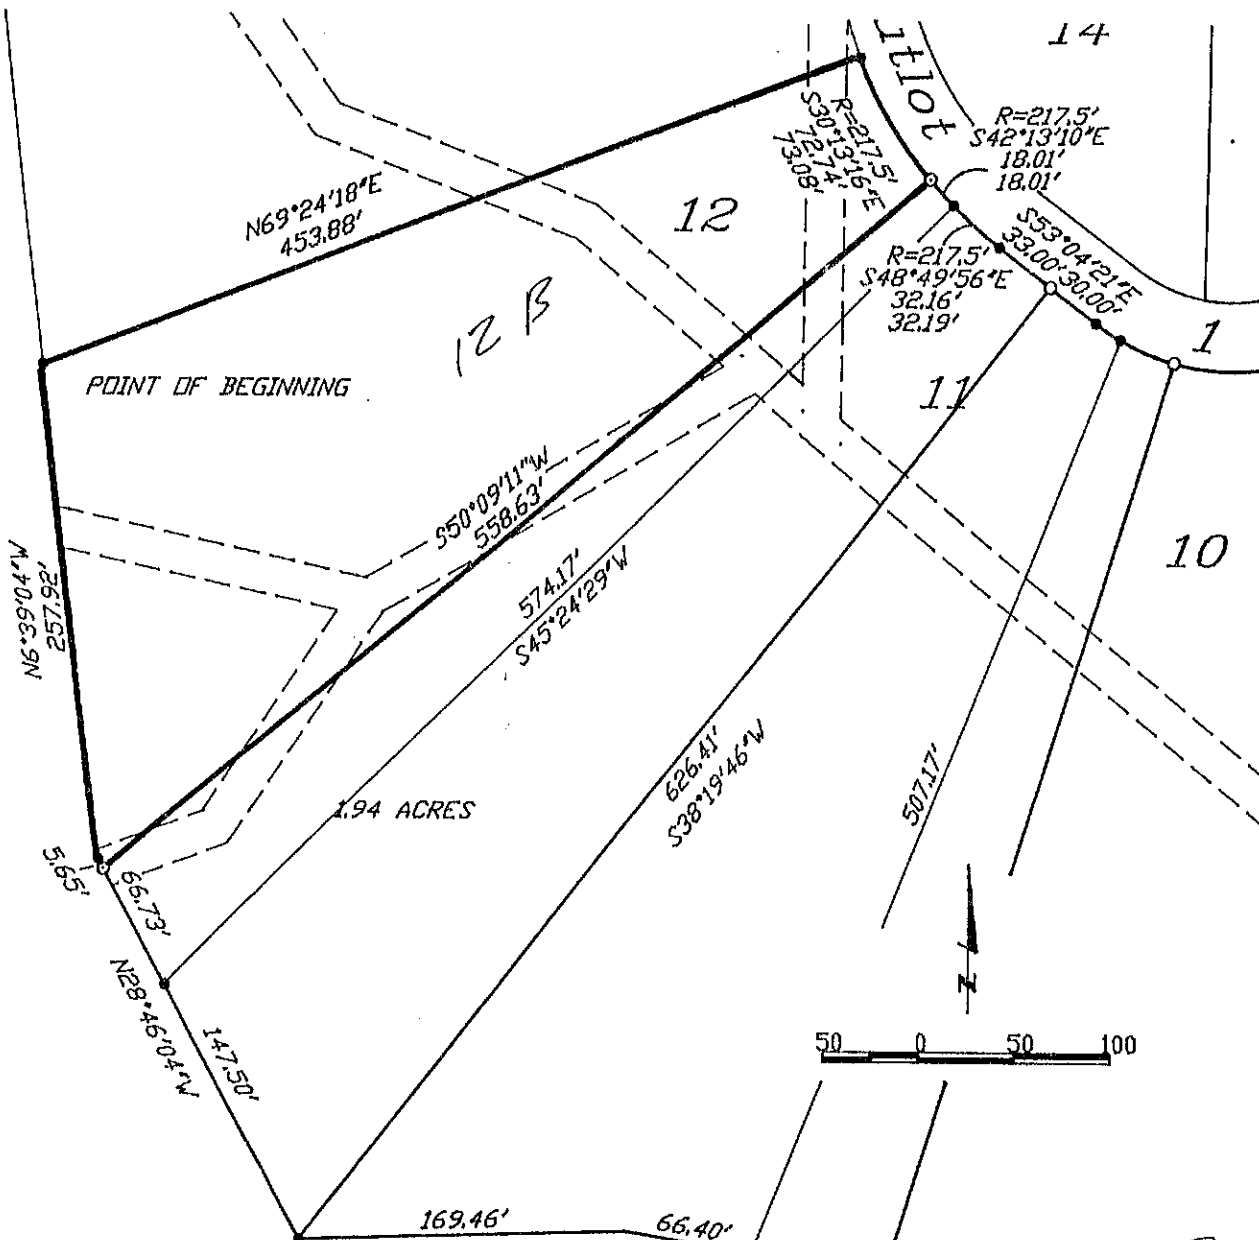 14
utlot
R=217.5'
S42°13'10"E
18.01'
18.01'
R=217.5'
S30°13'16"E
72.74'
73.08'
N69°24'18"E
453.88'
12
S53°04'21"E
33.00' 30.00'
R=217.5'
S48°49'56"E
32.16'
32.19'
12 B
1
POINT OF BEGINNING
11
S50°09'11"W
558.63'
10
N6°39'04"W
257.92'
574.17'
S45°24'29"W
626.41'
S38°19'46"W
507.17'
1.94 ACRES
5.65'
66.73'
N28°46'04"W
147.50'
N
50 0 50 100
169.46'
66.40'